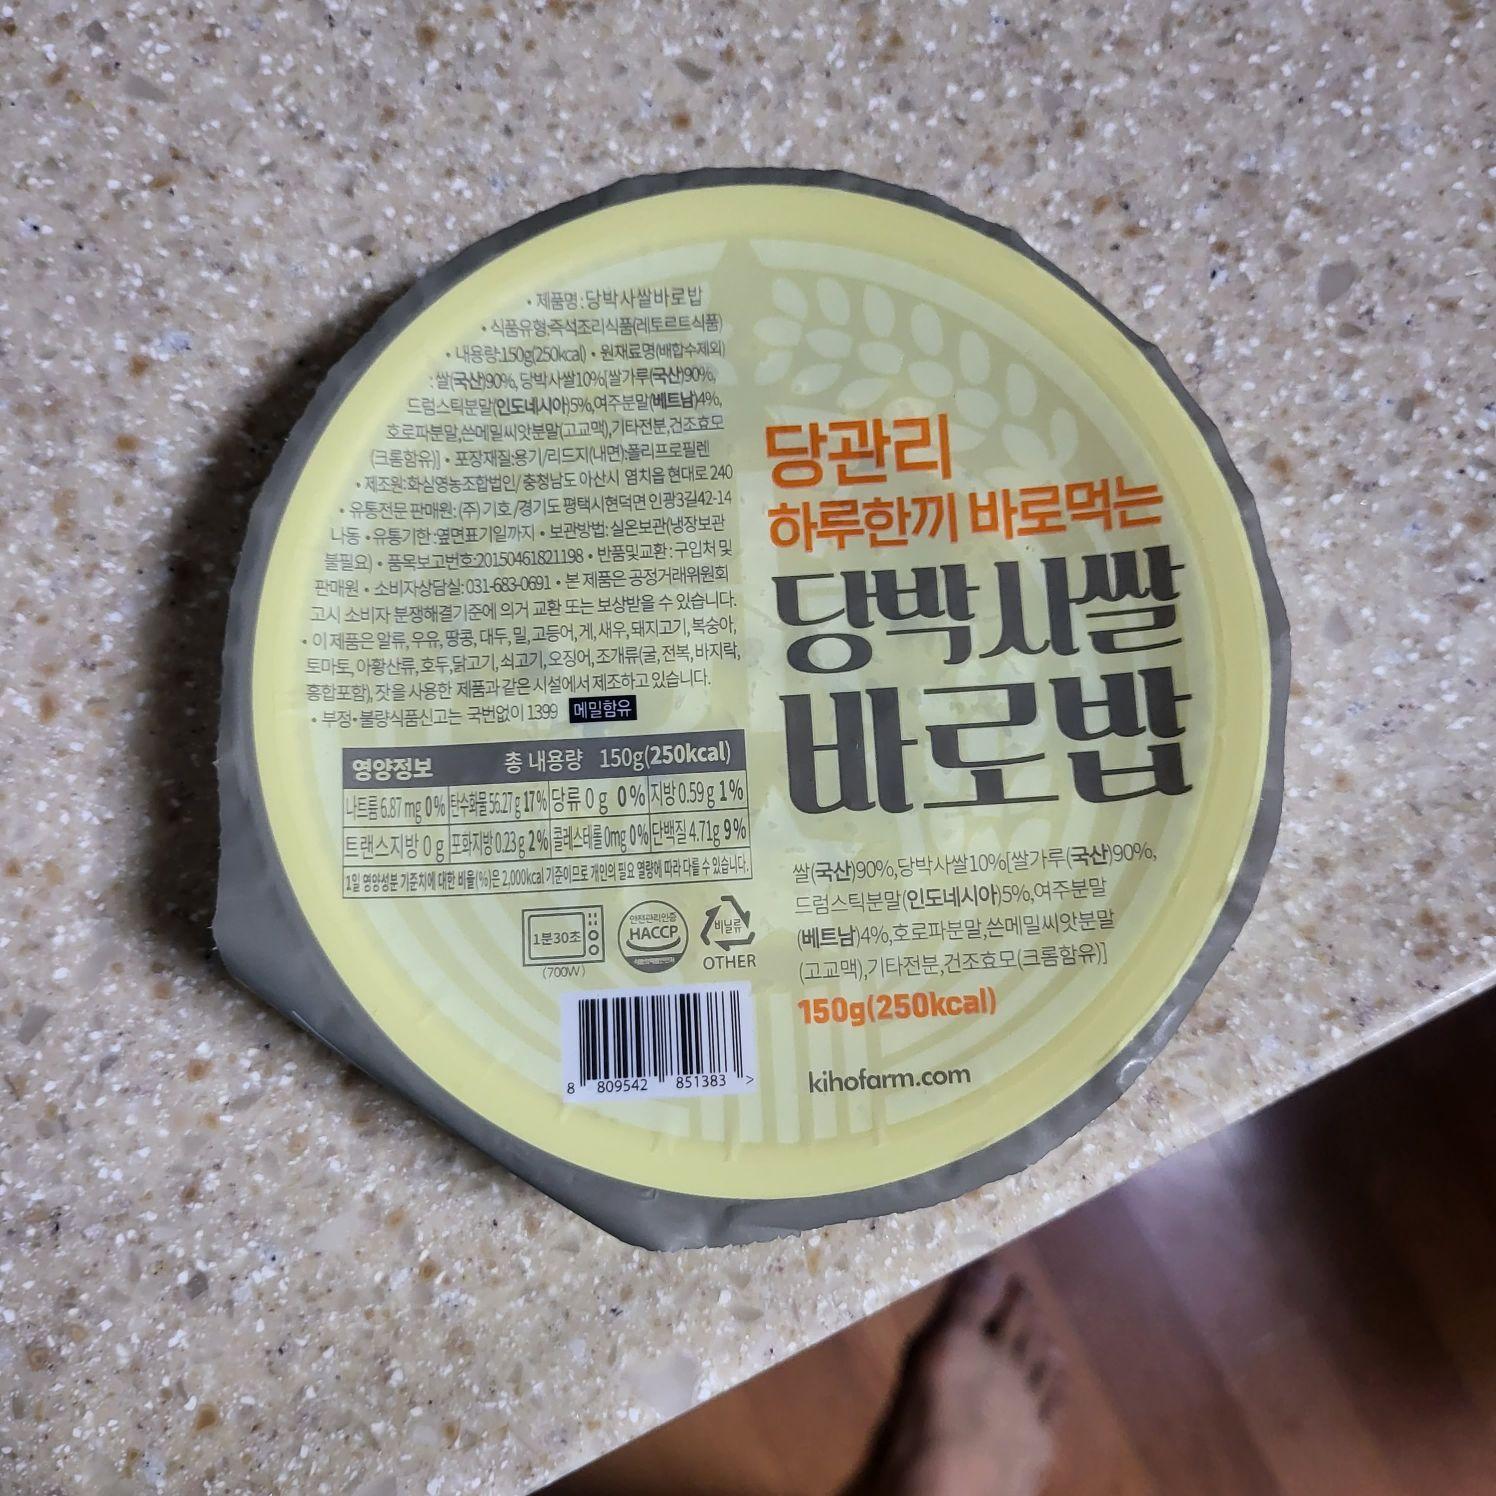 • 제품명:당박사쌀바로밥
• 식품유형:즉석조리식품(레토르트식품)
• 내용량:150g(250kcal) • 원재료명(배합수제외)
:쌀(국산)90%, 당박사쌀10%[쌀가루(국산)90%,
드럼스틱분말(인도네시아)5%,여주분말(베트남)4%,
호로파분말,쓴메밀씨앗분말(고교맥),기타전분,건조효모
(크롬함유)] • 포장재질:용기/리드지(내면):폴리프로필렌
• 제조원:화삼영농조합법인/충청남도 아산시 염치읍 현대로 240
• 유통전문 판매원:(주)기호/경기도 평택시현덕면 인광3길42-14
나동 • 유통기한:옆면표기일까지 • 보관방법:실온보관(냉장보관
불필요) • 품목보고번호:20150461821198 • 반품및교환:구입처 및
판매원 • 소비자상담실:031-683-0691 • 본 제품은 공정거래위원회
고시 소비자 분쟁해결기준에 의거 교환 또는 보상받을 수 있습니다.
• 이 제품은 알류, 우유, 땅콩, 대두, 밀, 고등어, 게, 새우, 돼지고기, 복숭아,
토마토, 아황산류, 호두, 닭고기, 쇠고기, 오징어, 조개류(굴, 전복, 바지락,
홍합포함), 잣을 사용한 제품과 같은 시설에서 제조하고 있습니다.
• 부정•불량식품신고는 국번없이 1399 메밀함유
영양정보 총 내용량 150g(250kcal)
나트륨 6.87mg 0% 탄수화물 56.27g 17% 당류 0g 0% 지방 0.59g 1%
트랜스지방 0g 포화지방 0.23g 2% 콜레스테롤 0mg 0% 단백질 4.71g 9%
1일 영양성분 기준치에 대한 비율(%)은 2,000kcal 기준이므로 개인의 필요 열량에 따라 다를 수 있습니다.
1분30초
(700W)
안전관리인증
HACCP
비닐류
OTHER
8 809542 851383 >
당관리
하루한끼 바로먹는
당박사쌀
바로밥
쌀(국산)90%,당박사쌀10%[쌀가루(국산)90%,
드럼스틱분말(인도네시아)5%,여주분말
(베트남)4%,호로파분말,쓴메밀씨앗분말
(고교맥),기타전분,건조효모(크롬함유)]
150g(250kcal)
kihofarm.com